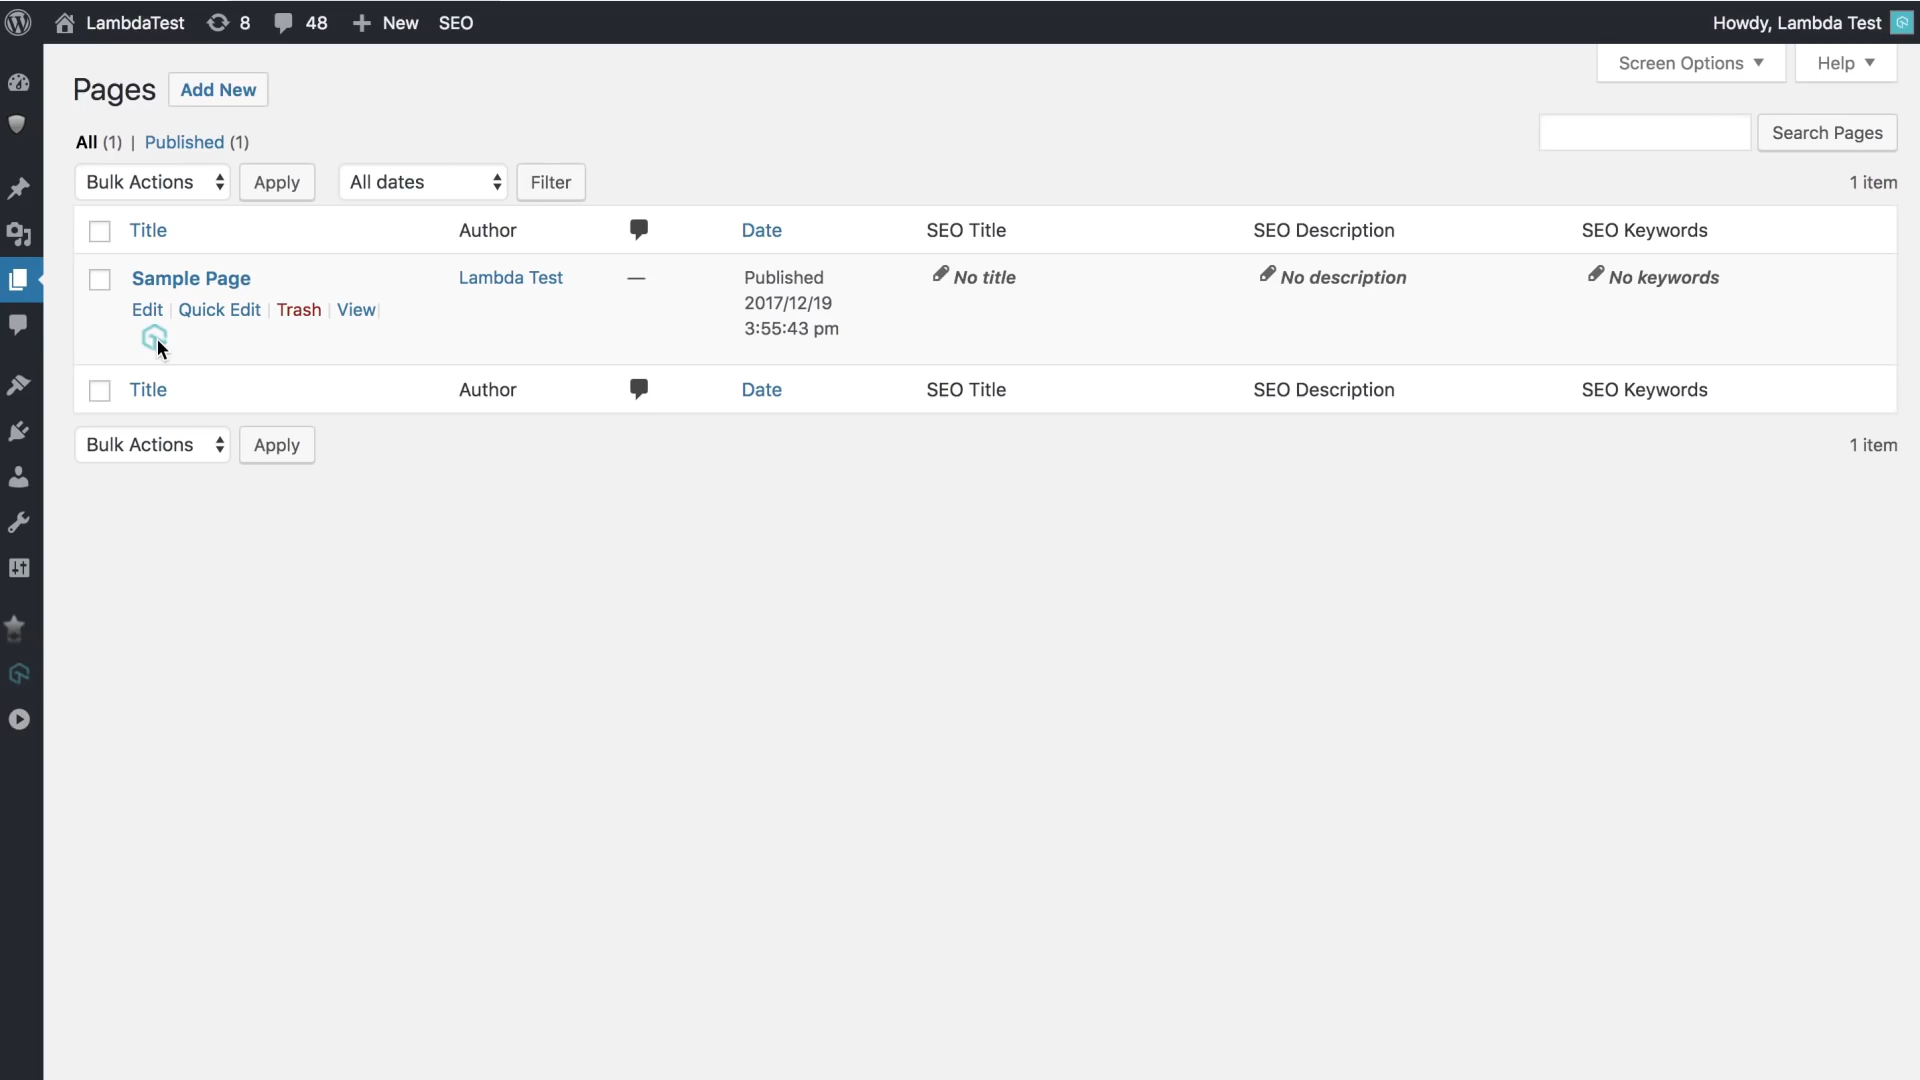 LambdaTest 8 48 New SEO Howdy, Lambda Test
Screen Options Help
Pages Add New
Search Pages
All (1) | Published (1)
Bulk Actions Apply All dates Filter 1 item
Title Author Date SEO Title SEO Description SEO Keywords
Sample Page Lambda Test — Published No title No description No keywords
2017/12/19
Edit | Quick Edit | Trash | View |
3:55:43 pm
Title Author Date SEO Title SEO Description SEO Keywords
Bulk Actions Apply 1 item